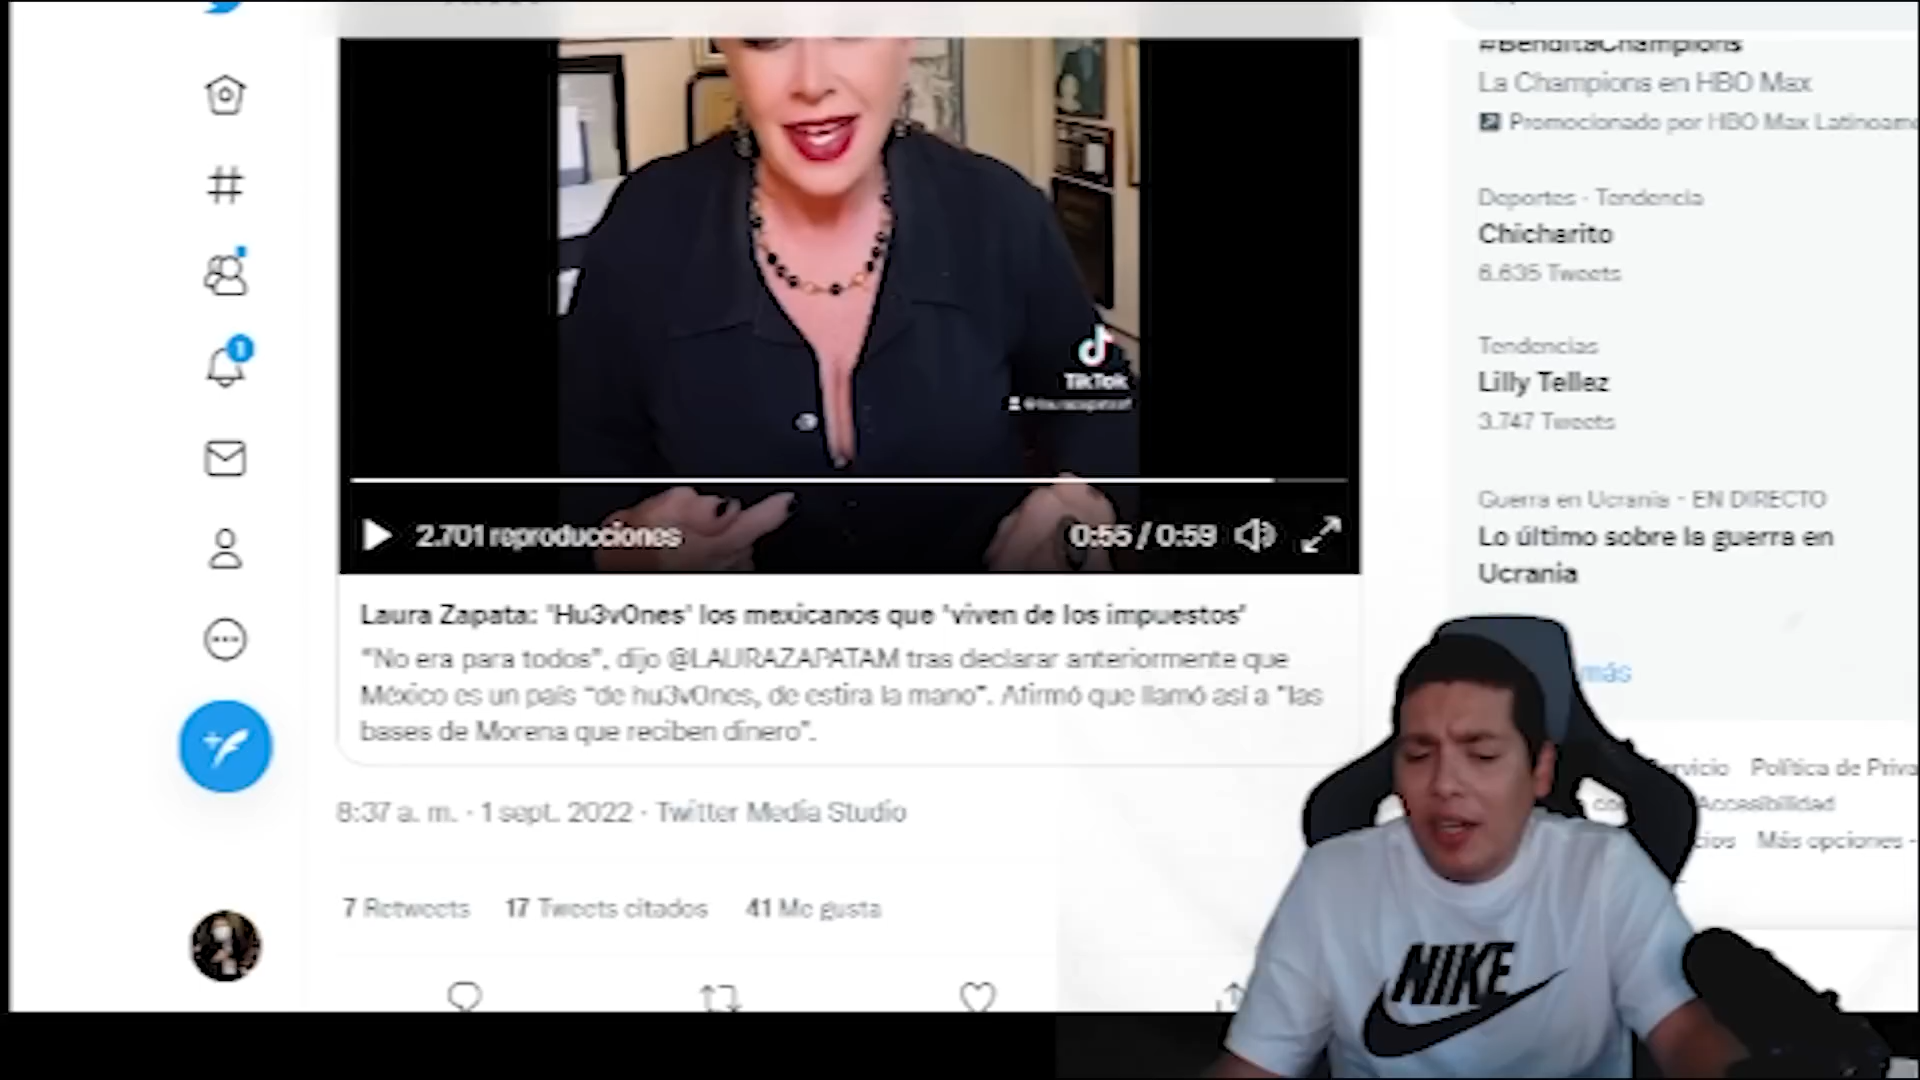 #BenditaChampions
La Champions en HBO Max
Promocionado por HBO Max
Deportes · Tendencia
Chicharito
6.635 Tweets
Tendencias
Lilly Tellez
3.747 Tweets
Guerra en Ucrania · EN DIRECTO
Lo último sobre la guerra en
Ucrania
más
1
TikTok
2.701 reproducciones
0:55 / 0:59
Laura Zapata: 'Hu3v0nes' los mexicanos que 'viven de los impuestos'
"No era para todos", dijo @LAURAZAPATAM tras declarar anteriormente que
México es un país "de hu3v0nes, de estira la mano". Afirmó que llamó así a "las
bases de Morena que reciben dinero".
8:37 a. m. · 1 sept. 2022 · Twitter Media Studio
7 Retweets 17 Tweets citados 41 Me gusta
Política de
Accesibilidad
Más opciones
NIKE